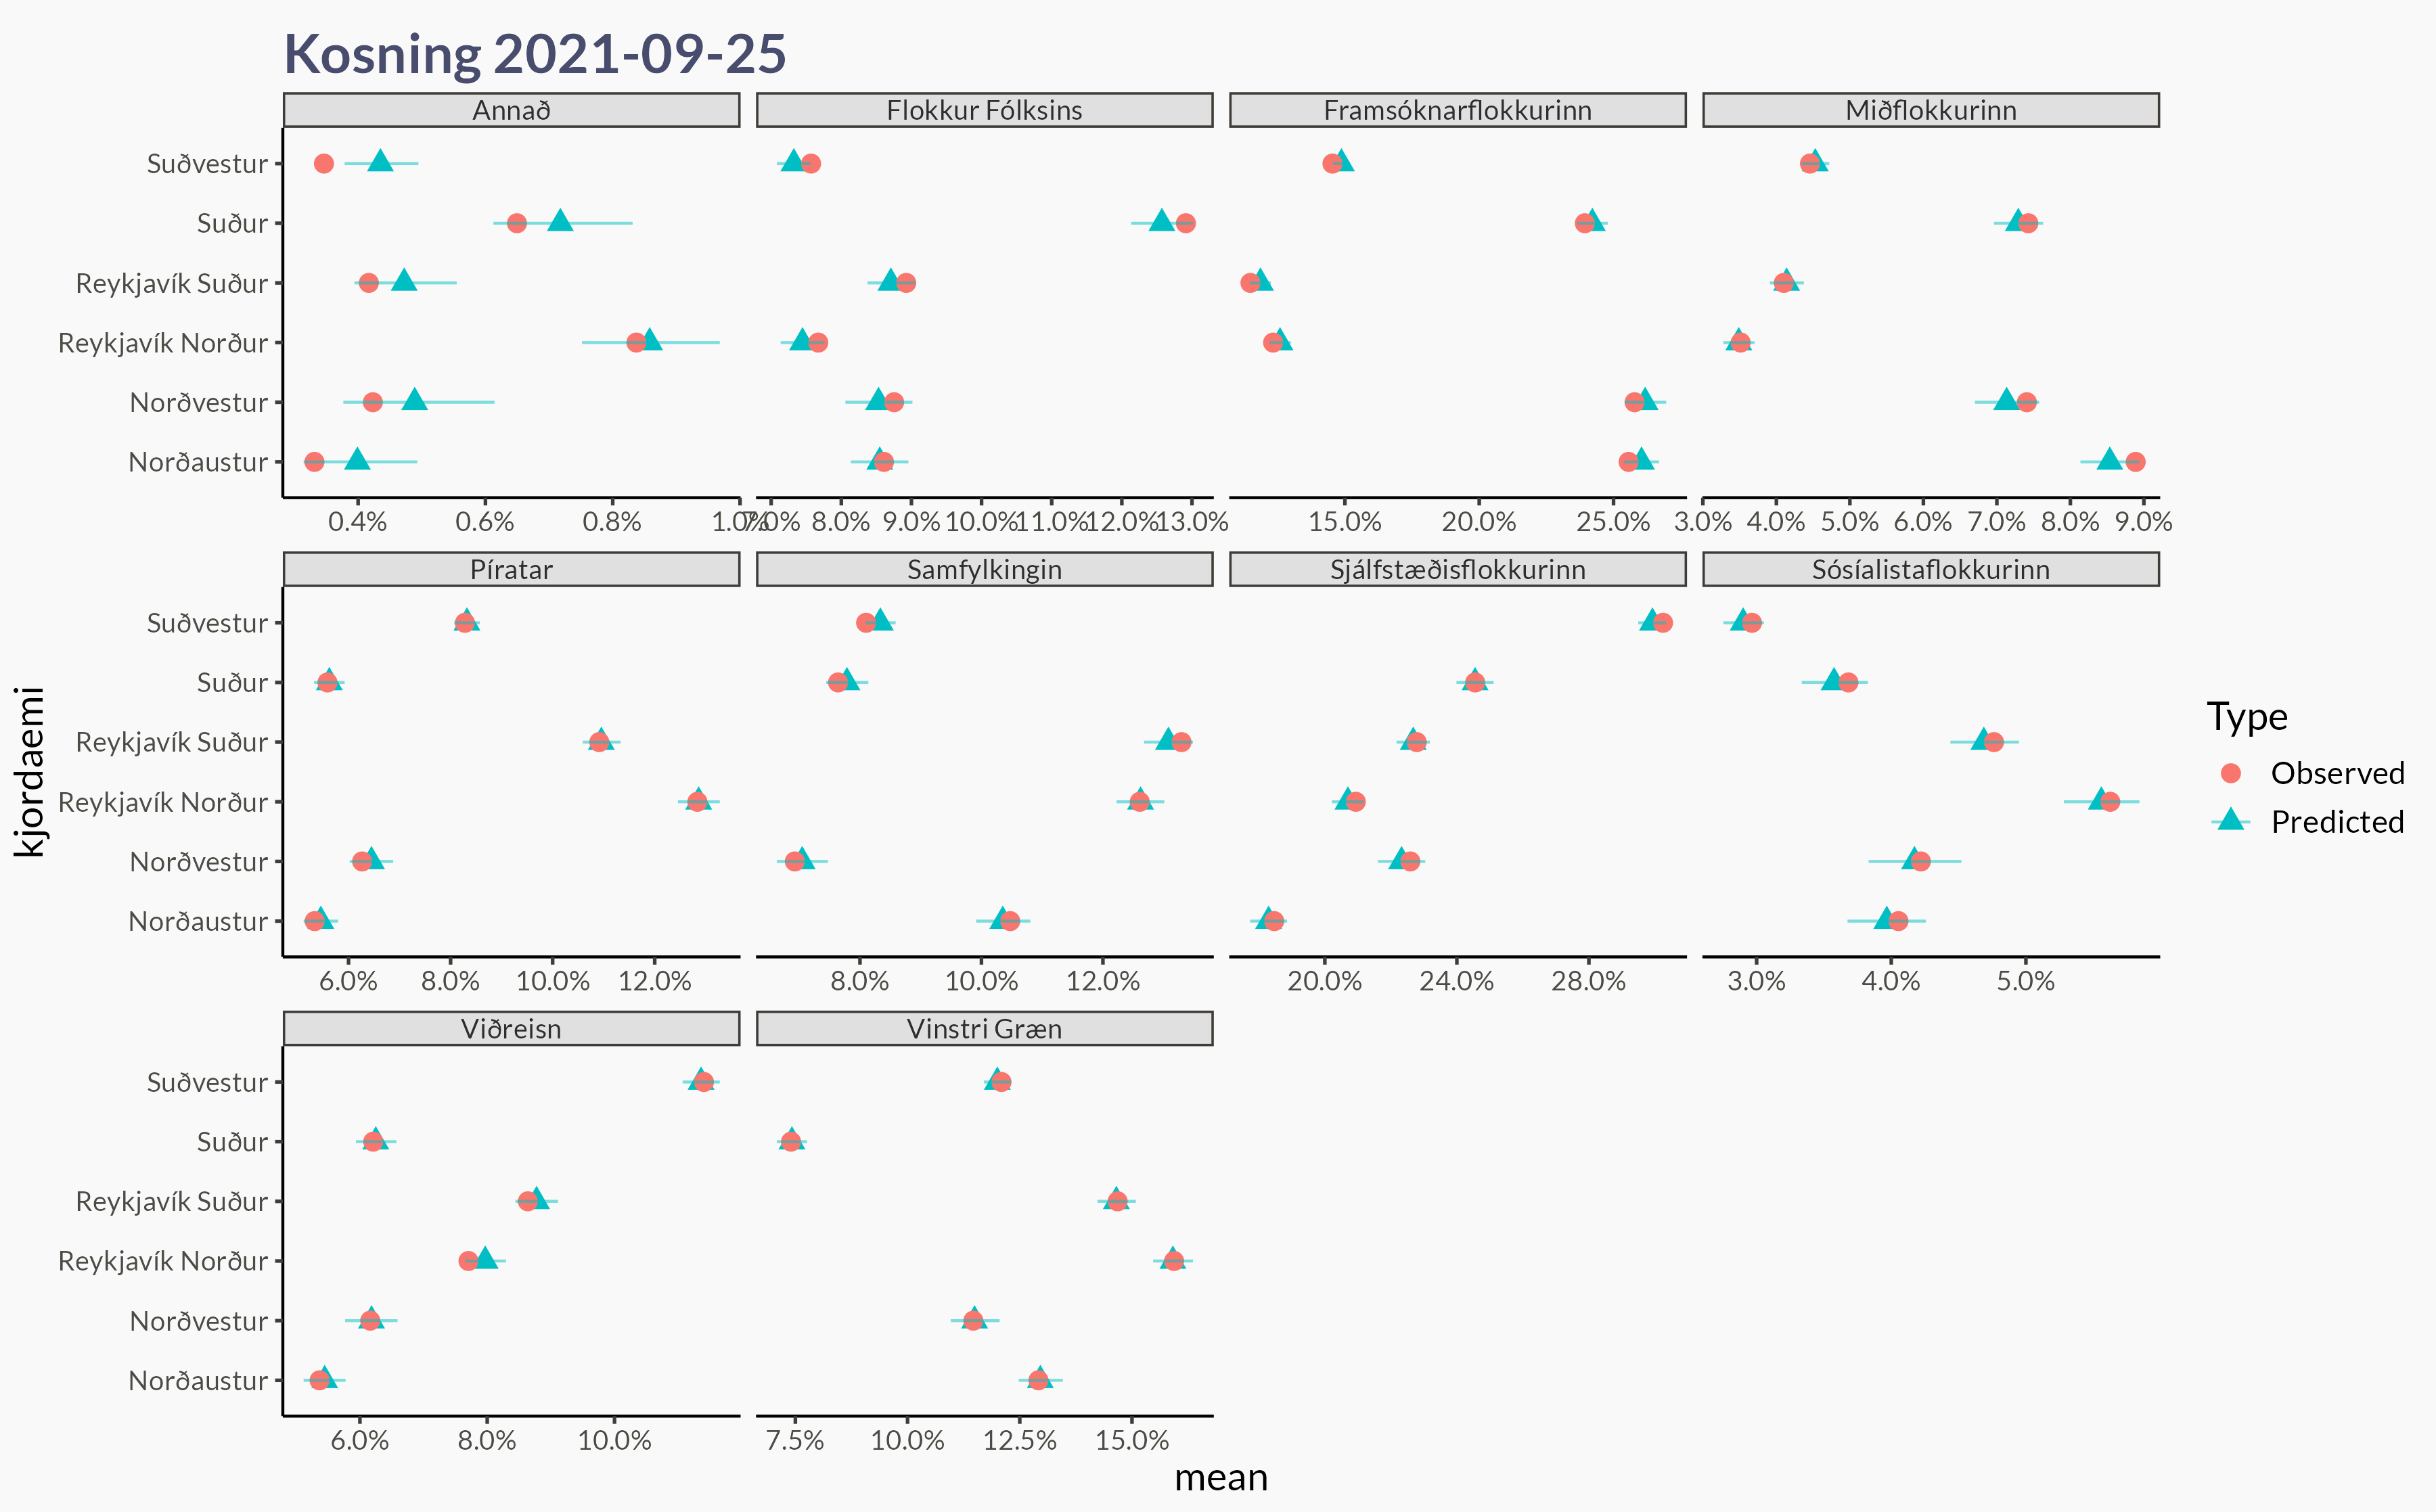 Kosning 2021-09-25
Annað Flokkur Fólksins Framsóknarflokkurinn Miðflokkurinn
Suðvestur
Suður
Reykjavík Suður
Reykjavík Norður
Norðvestur
Norðaustur
0.4% 0.6% 0.8% 1.0% 7.0% 8.0% 9.0% 10.0% 11.0% 12.0% 13.0% 15.0% 20.0% 25.0% 3.0% 4.0% 5.0% 6.0% 7.0% 8.0% 9.0%
Píratar Samfylkingin Sjálfstæðisflokkurinn Sósíalistaflokkurinn
Suðvestur
Suður
Reykjavík Suður
Reykjavík Norður
Norðvestur
Norðaustur
6.0% 8.0% 10.0% 12.0% 8.0% 10.0% 12.0% 20.0% 24.0% 28.0% 3.0% 4.0% 5.0%
Viðreisn Vinstri Græn
Suðvestur
Suður
Reykjavík Suður
Reykjavík Norður
Norðvestur
Norðaustur
6.0% 8.0% 10.0% 7.5% 10.0% 12.5% 15.0%
mean
kjordaemi
Type
Observed
Predicted